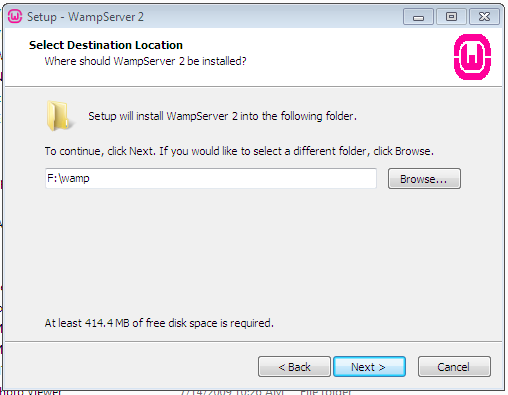 Setup - WampServer 2
Select Destination Location
Where should WampServer 2 be installed?
Setup will install WampServer 2 into the following folder.
To continue, click Next. If you would like to select a different folder, click Browse.
F:\wamp
Browse...
At least 414.4 MB of free disk space is required.
< Back
Next >
Cancel
hoto Viewer
7/14/2009 10:26 AM
File folder